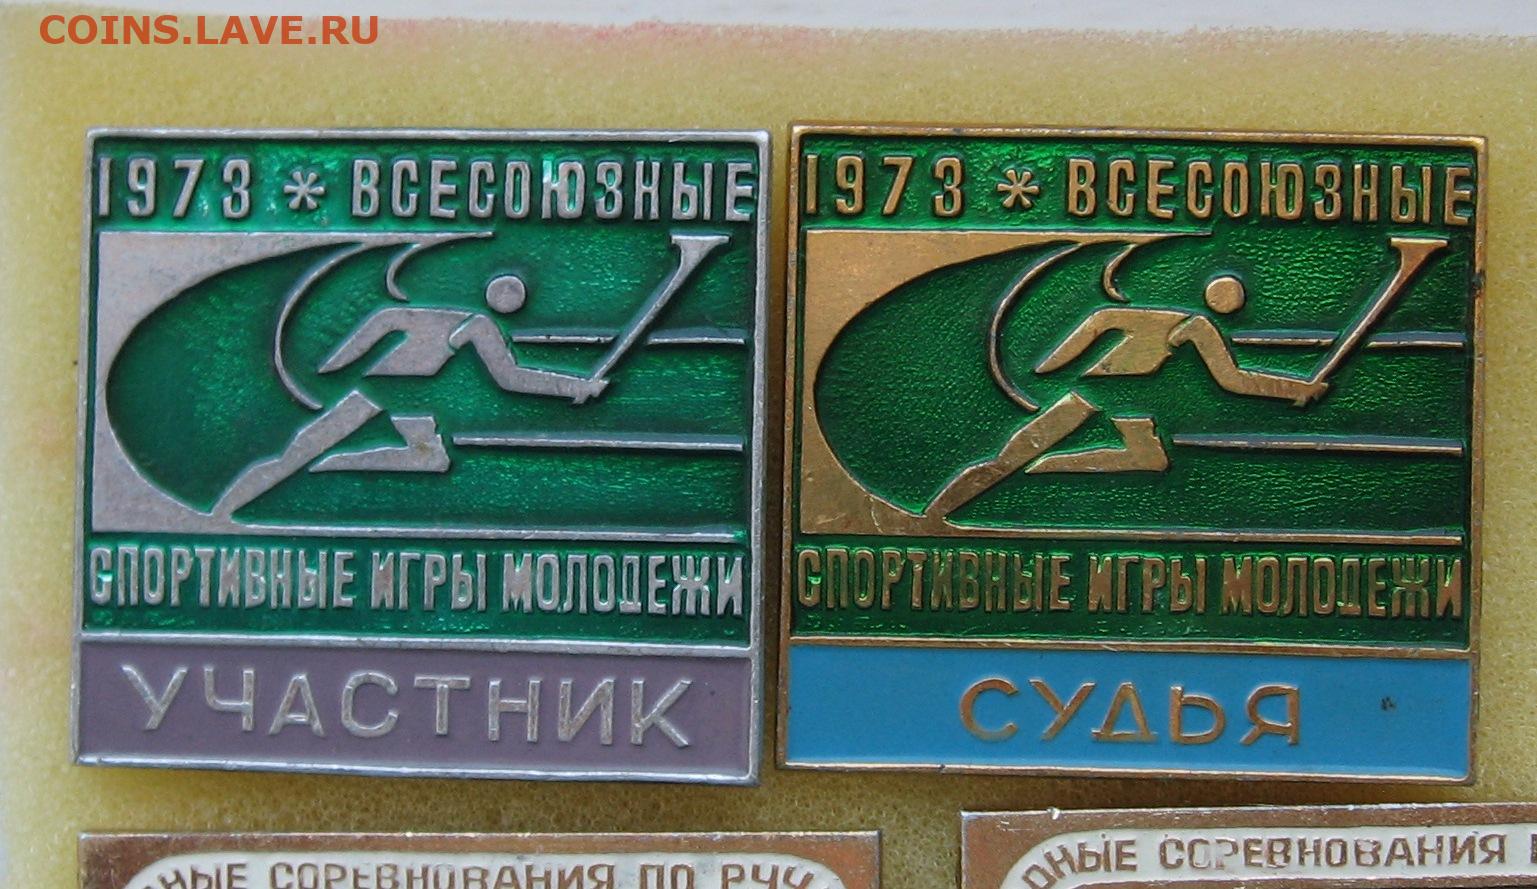 COINS.LAVE.RU
1973 * ВСЕСОЮЗНЫЕ
СПОРТИВНЫЕ ИГРЫ МОЛОДЕЖИ
УЧАСТНИК
1973 * ВСЕСОЮЗНЫЕ
СПОРТИВНЫЕ ИГРЫ МОЛОДЕЖИ
СУДЬЯ
СОРЕВНОВАНИЯ ПО
СОРЕВНОВАНИЯ